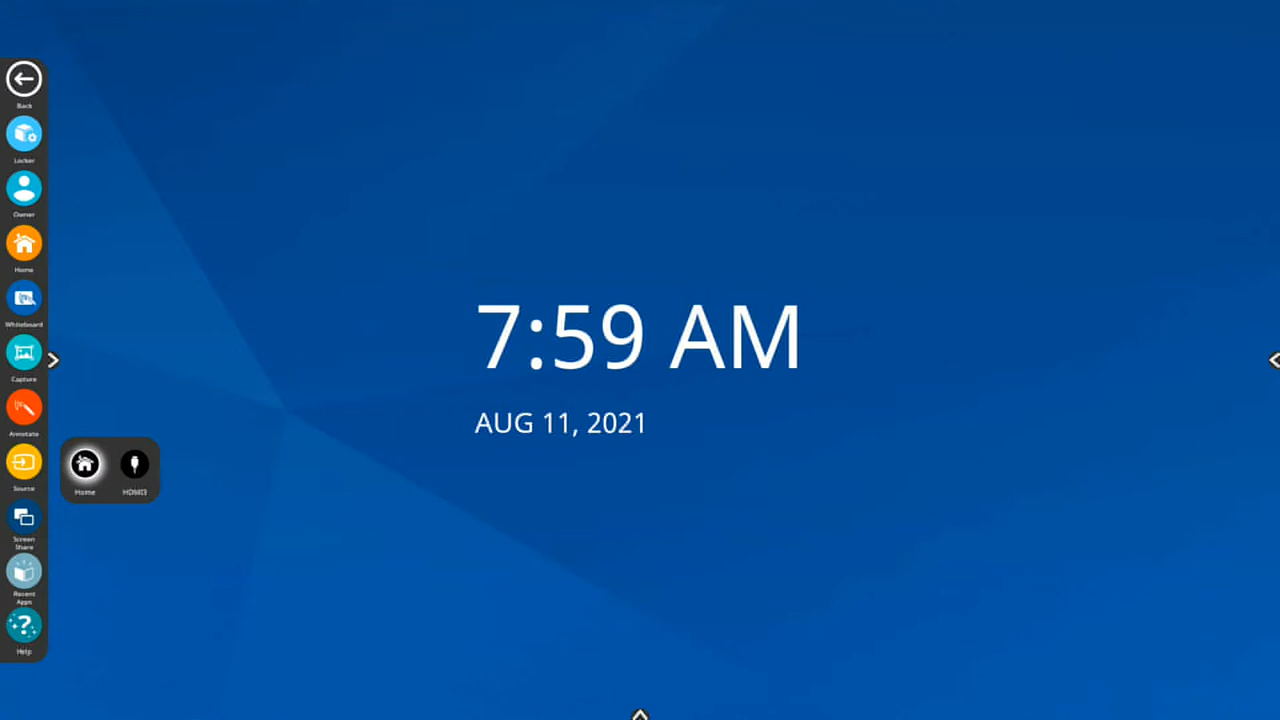 Back
Locker
Owner
Home
Whiteboard
Capture
Annotate
Source
Screen
Share
Recent
Apps
Help
Home
HDMI3
7:59 AM
AUG 11, 2021